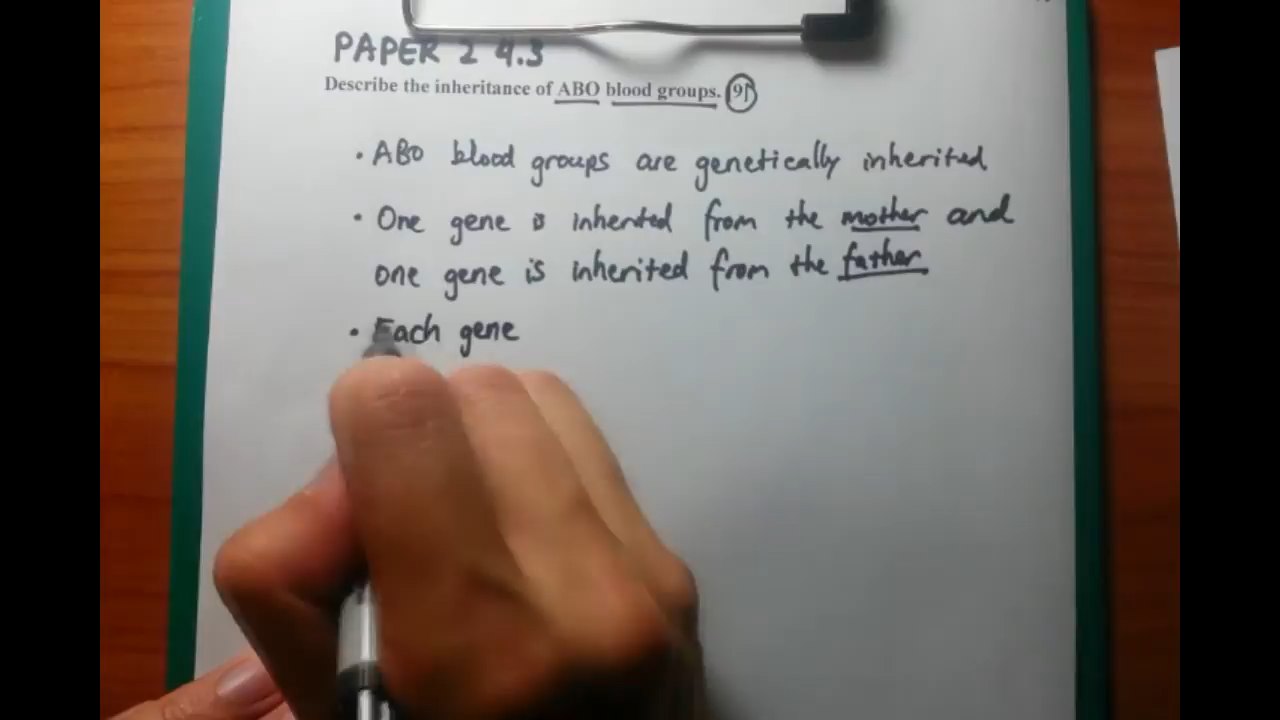 PAPER 2 4.3
Describe the inheritance of ABO blood groups. 9
• ABO blood groups are genetically inherited
• One gene is inherited from the mother and
one gene is inherited from the father
• Each gene